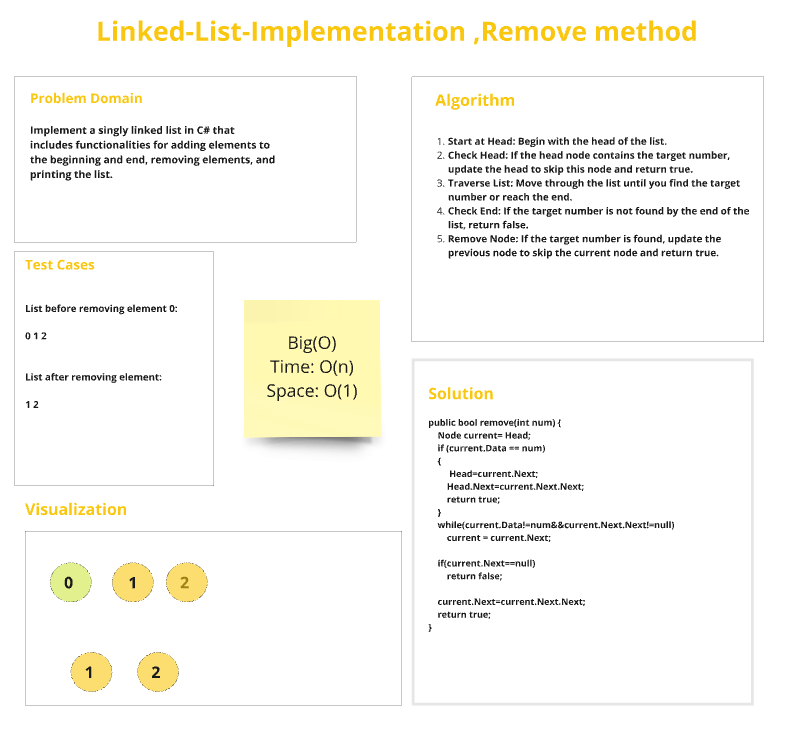 Linked-List-Implementation ,Remove method
Problem Domain
Implement a singly linked list in C# that
includes functionalities for adding elements to
the beginning and end, removing elements, and
printing the list.
Test Cases
List before removing element 0:
0 1 2
List after removing element:
1 2
Big(O)
Time: O(n)
Space: O(1)
Visualization
0 1 2
1 2
Algorithm
1. Start at Head: Begin with the head of the list.
2. Check Head: If the head node contains the target number,
update the head to skip this node and return true.
3. Traverse List: Move through the list until you find the target
number or reach the end.
4. Check End: If the target number is not found by the end of the
list, return false.
5. Remove Node: If the target number is found, update the
previous node to skip the current node and return true.
Solution
public bool remove(int num) {
Node current= Head;
if (current.Data == num)
{
Head=current.Next;
Head.Next=current.Next.Next;
return true;
}
while(current.Data!=num&&current.Next.Next!=null)
current = current.Next;
if(current.Next==null)
return false;
current.Next=current.Next.Next;
return true;
}